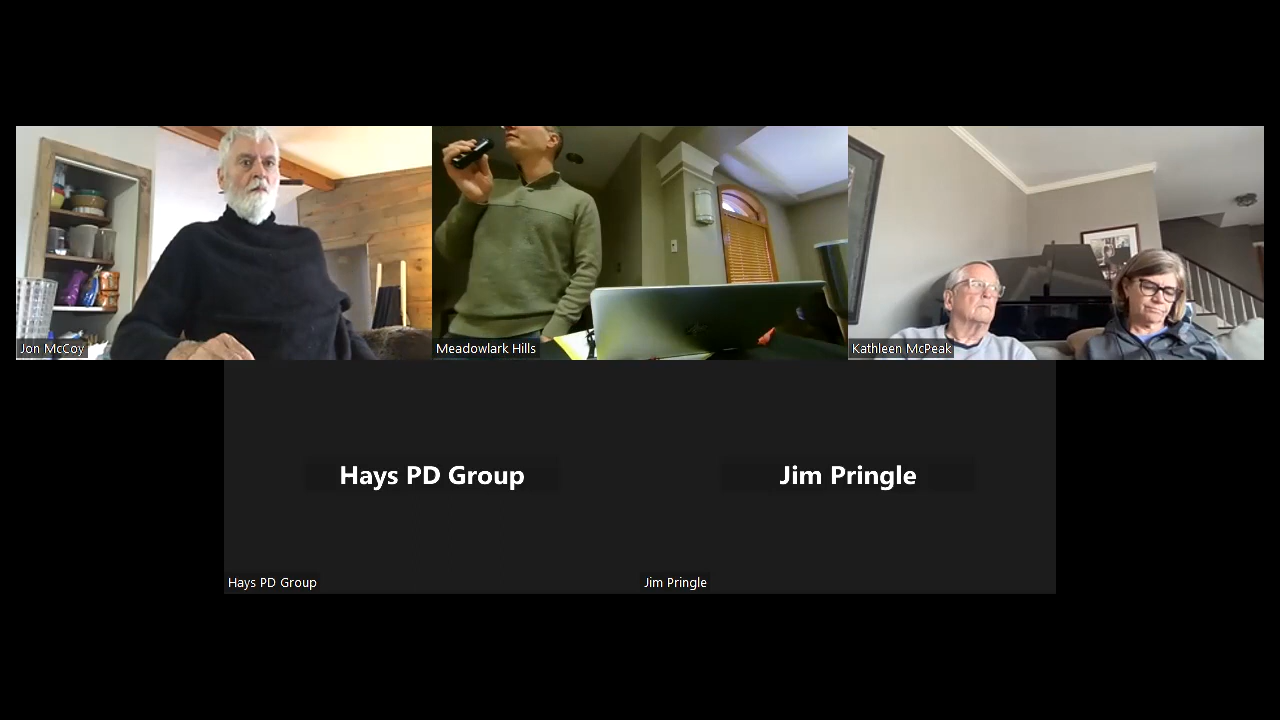 Jon McCoy
Meadowlark Hills
Kathleen McPeak
Hays PD Group
Jim Pringle
Hays PD Group
Jim Pringle